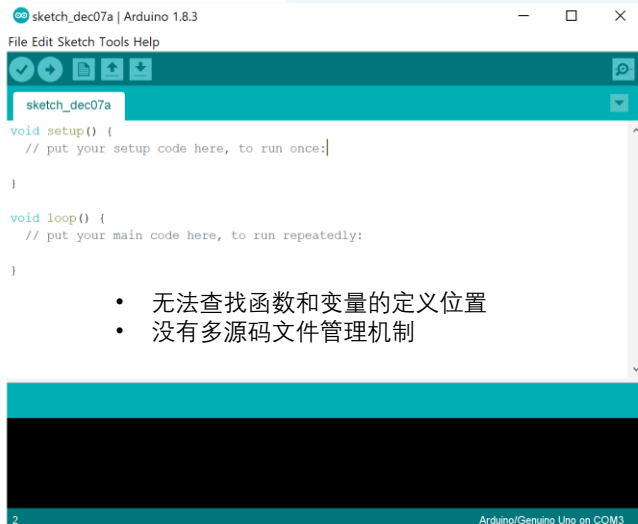 sketch_dec07a | Arduino 1.8.3
File Edit Sketch Tools Help
sketch_dec07a
void setup() {
// put your setup code here, to run once:
}
void loop() {
// put your main code here, to run repeatedly:
}
• 无法查找函数和变量的定义位置
• 没有多源码文件管理机制
2 Arduino/Genuino Uno on COM3